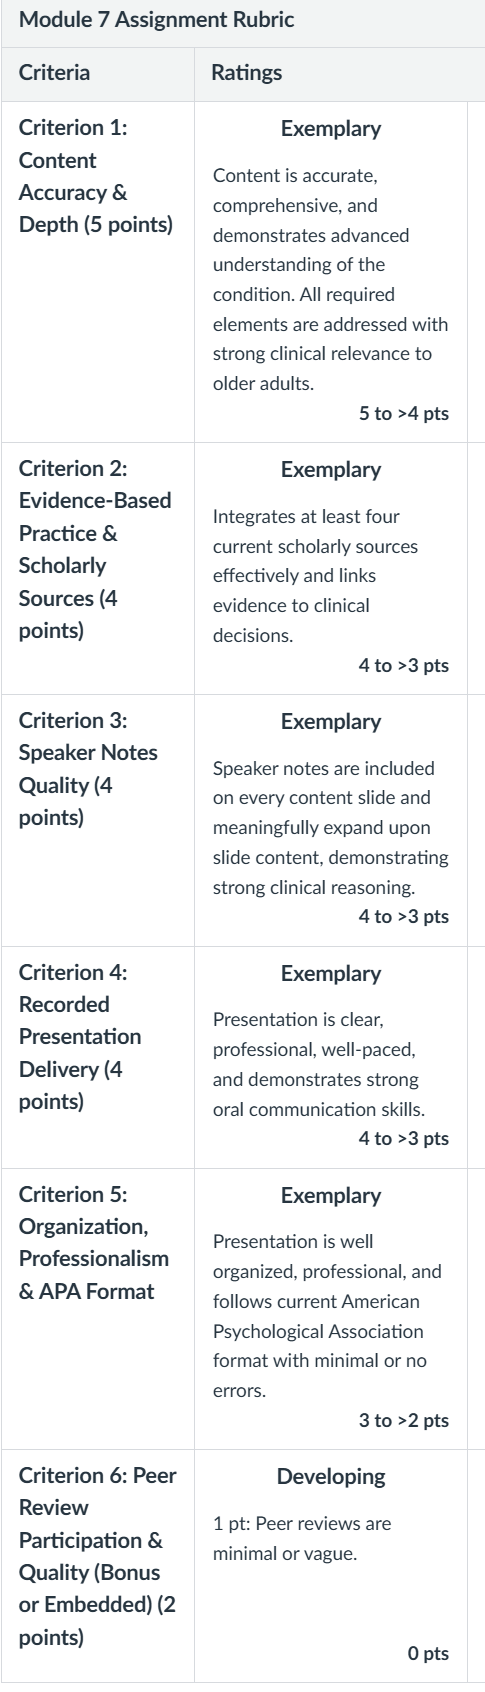 Module 7 Assignment Rubric
Criteria
Ratings
Criterion 1:
Content
Accuracy &
Depth (5 points)
Exemplary
Content is accurate,
comprehensive, and
demonstrates advanced
understanding of the
condition. All required
elements are addressed with
strong clinical relevance to
older adults.
5 to >4 pts
Criterion 2:
Evidence-Based
Practice &
Scholarly
Sources (4
points)
Exemplary
Integrates at least four
current scholarly sources
effectively and links
evidence to clinical
decisions.
4 to >3 pts
Criterion 3:
Speaker Notes
Quality (4
points)
Exemplary
Speaker notes are included
on every content slide and
meaningfully expand upon
slide content, demonstrating
strong clinical reasoning.
4 to >3 pts
Criterion 4:
Recorded
Presentation
Delivery (4
points)
Exemplary
Presentation is clear,
professional, well-paced,
and demonstrates strong
oral communication skills.
4 to >3 pts
Criterion 5:
Organization,
Professionalism
& APA Format
Exemplary
Presentation is well
organized, professional, and
follows current American
Psychological Association
format with minimal or no
errors.
3 to >2 pts
Criterion 6: Peer
Review
Participation &
Quality (Bonus
or Embedded) (2
points)
Developing
1 pt: Peer reviews are
minimal or vague.
0 pts